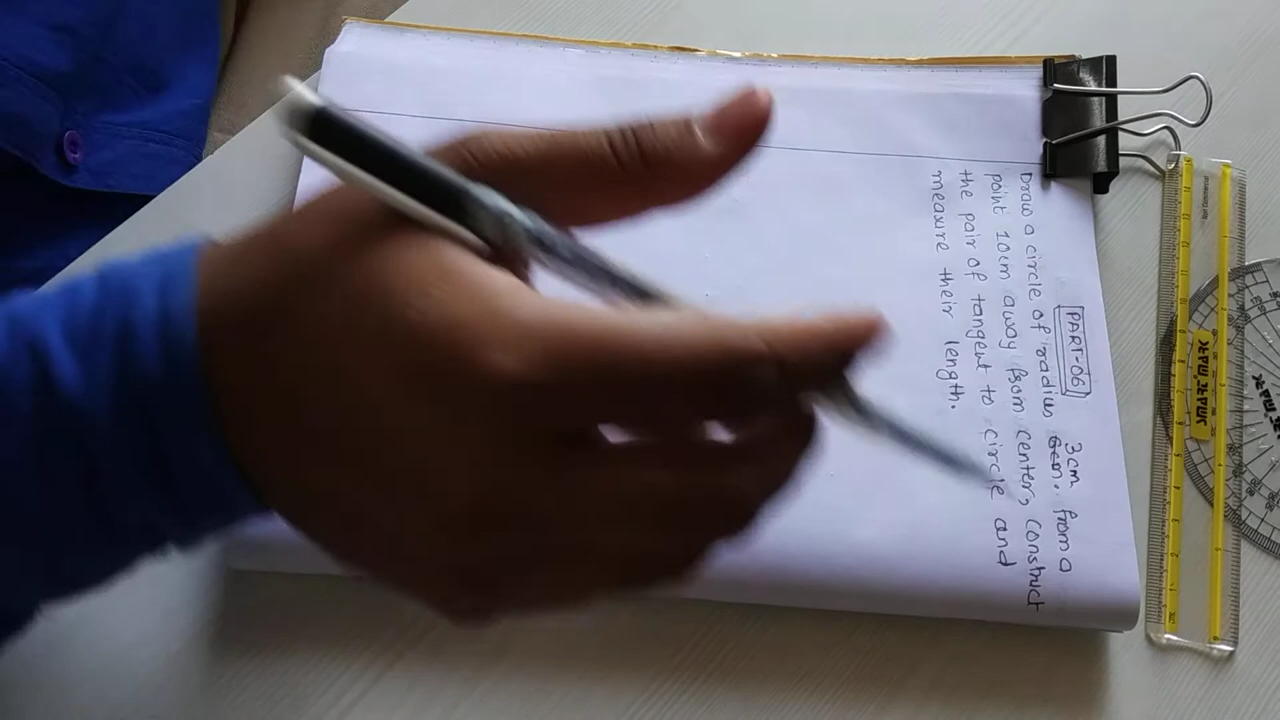 PART-06
Draw a circle of radius 3cm. from a
point 10cm away from center, construct
the pair of tangent to circle and
measure their length.